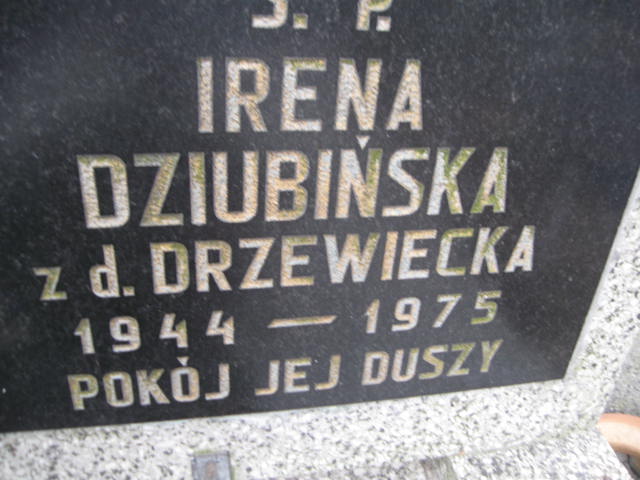 Ś. P.
IRENA
DZIUBIŃSKA
z d. DRZEWIECKA
1944 — 1975
POKÓJ JEJ DUSZY